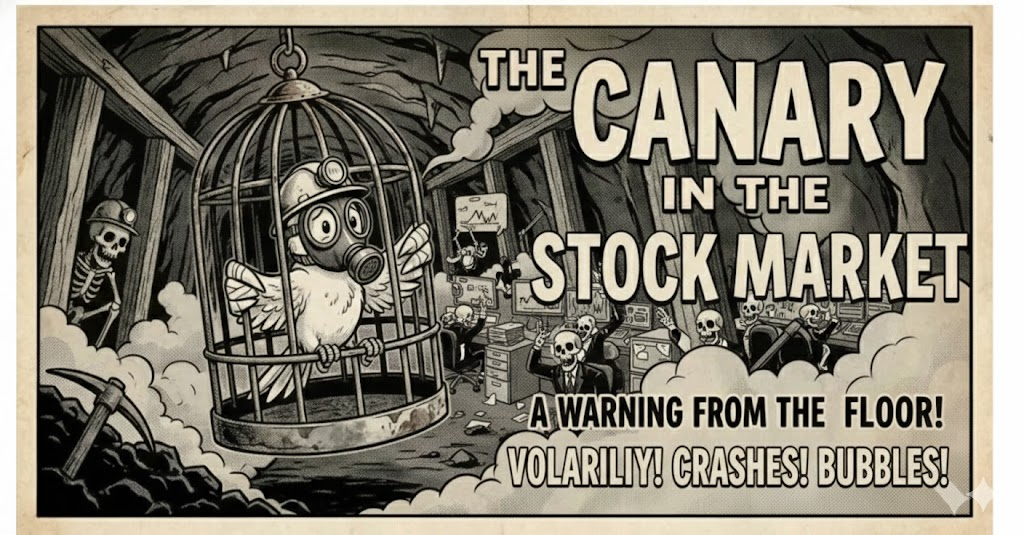 THE CANARY
IN THE
STOCK MARKET
A WARNING FROM THE FLOOR!
VOLARILIY! CRASHES! BUBBLES!